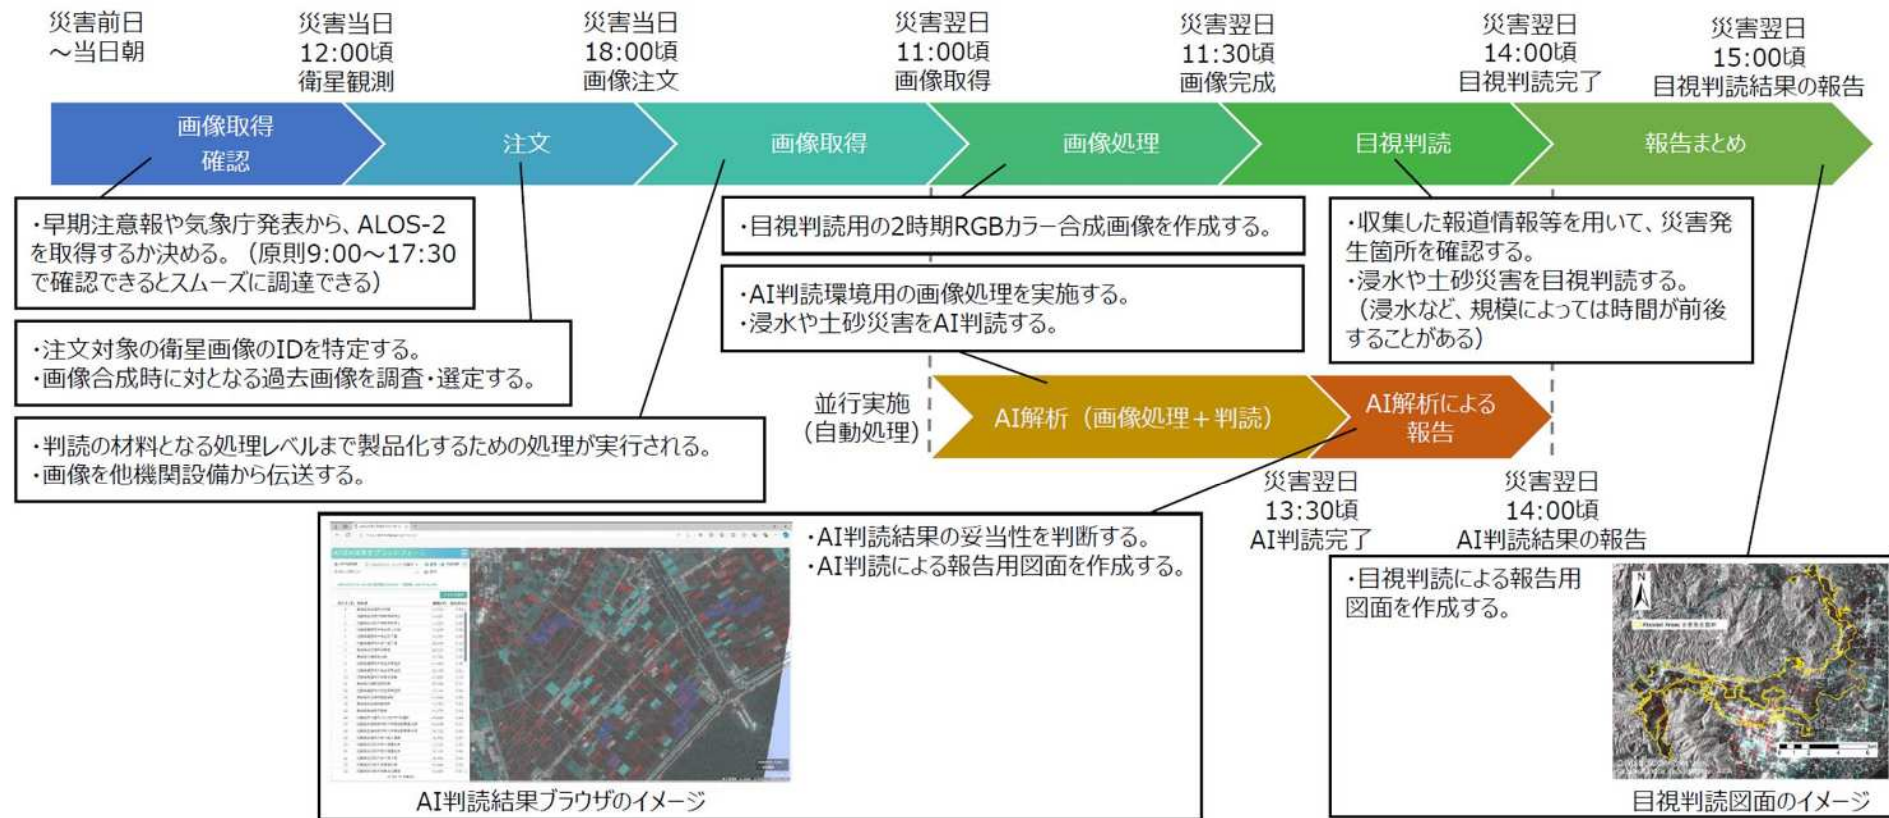 災害前日
～当日朝
災害当日
12:00頃
衛星観測
災害当日
18:00頃
画像注文
災害翌日
11:00頃
画像取得
災害翌日
11:30頃
画像完成
災害翌日
14:00頃
目視判読完了
災害翌日
15:00頃
目視判読結果の報告
画像取得
確認
注文
画像取得
画像処理
目視判読
報告まとめ
・早期注意報や気象庁発表から、ALOS-2
を取得するか決める。（原則9:00～17:30
で確認できるとスムーズに調達できる）
・注文対象の衛星画像のIDを特定する。
・画像合成時に対となる過去画像を調査・選定する。
・判読の材料となる処理レベルまで製品化するための処理が実行される。
・画像を他機関設備から伝送する。
・目視判読用の2時期RGBカラー合成画像を作成する。
・AI判読環境用の画像処理を実施する。
・浸水や土砂災害をAI判読する。
・収集した報道情報等を用いて、災害発
生箇所を確認する。
・浸水や土砂災害を目視判読する。
（浸水など、規模によっては時間が前後
することがある）
並行実施
（自動処理）
AI解析（画像処理＋判読）
AI解析による
報告
災害翌日
13:30頃
AI判読完了
災害翌日
14:00頃
AI判読結果の報告
・AI判読結果の妥当性を判断する。
・AI判読による報告用図面を作成する。
AI判読結果ブラウザのイメージ
・目視判読による報告用
図面を作成する。
N
目視判読図面のイメージ